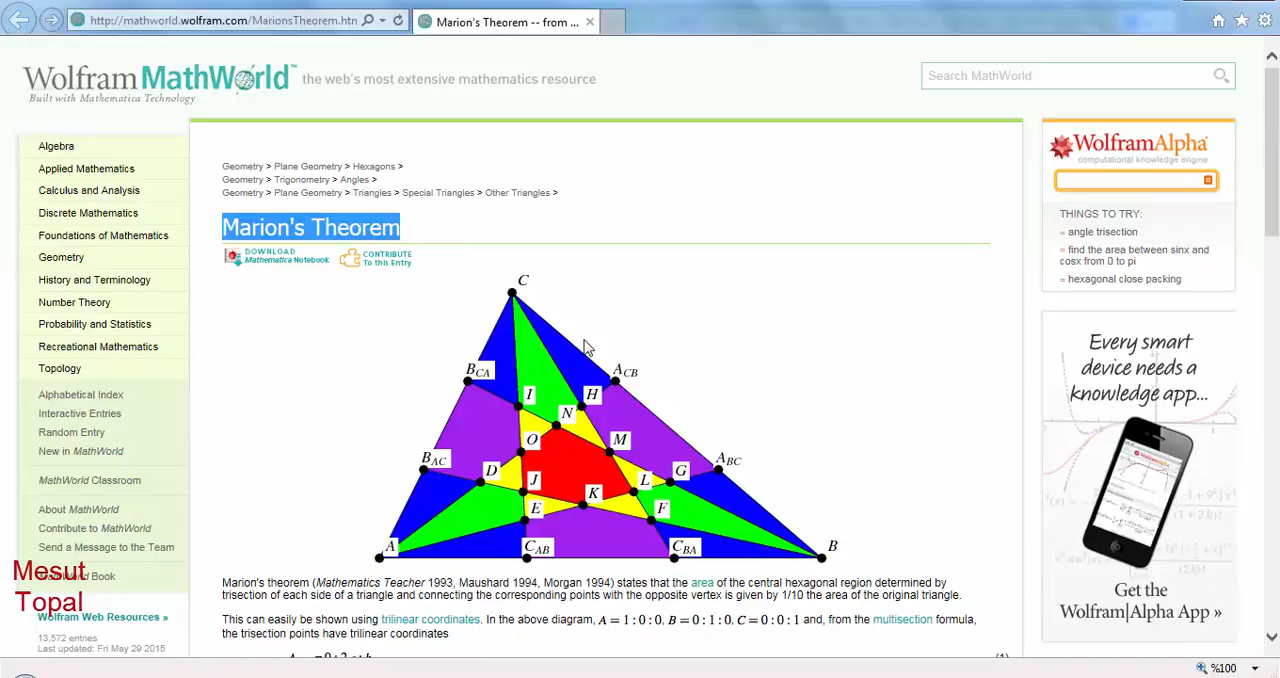 http://mathworld.wolfram.com/MarionsTheorem.htn
Marion's Theorem -- from ...
Wolfram MathWorld™ the web's most extensive mathematics resource
Built with Mathematica Technology
Search MathWorld
Algebra
Applied Mathematics
Calculus and Analysis
Discrete Mathematics
Foundations of Mathematics
Geometry
History and Terminology
Number Theory
Probability and Statistics
Recreational Mathematics
Topology
Alphabetical Index
Interactive Entries
Random Entry
New in MathWorld
MathWorld Classroom
About MathWorld
Contribute to MathWorld
Send a Message to the Team
Book
Mesut
Topal
Wolfram Web Resources »
13,572 entries
Last updated: Fri May 29 2015
Geometry > Plane Geometry > Hexagons >
Geometry > Trigonometry > Angles >
Geometry > Plane Geometry > Triangles > Special Triangles > Other Triangles >
Marion's Theorem
DOWNLOAD
Mathematica Notebook
CONTRIBUTE
To this Entry
C
BCA
ACB
I
H
N
O
M
BAC
D
J
L
G
ABC
K
E
F
A
CAB
CBA
B
Marion's theorem (Mathematics Teacher 1993, Maushard 1994, Morgan 1994) states that the area of the central hexagonal region determined by
trisection of each side of a triangle and connecting the corresponding points with the opposite vertex is given by 1/10 the area of the original triangle.
This can easily be shown using trilinear coordinates. In the above diagram, A = 1:0:0, B = 0:1:0, C = 0:0:1 and, from the multisection formula,
the trisection points have trilinear coordinates
(1)
WolframAlpha
computational knowledge engine
THINGS TO TRY:
= angle trisection
= find the area between sinx and
cosx from 0 to pi
= hexagonal close packing
Every smart
device needs a
knowledge app...
Get the
Wolfram|Alpha App »
%100